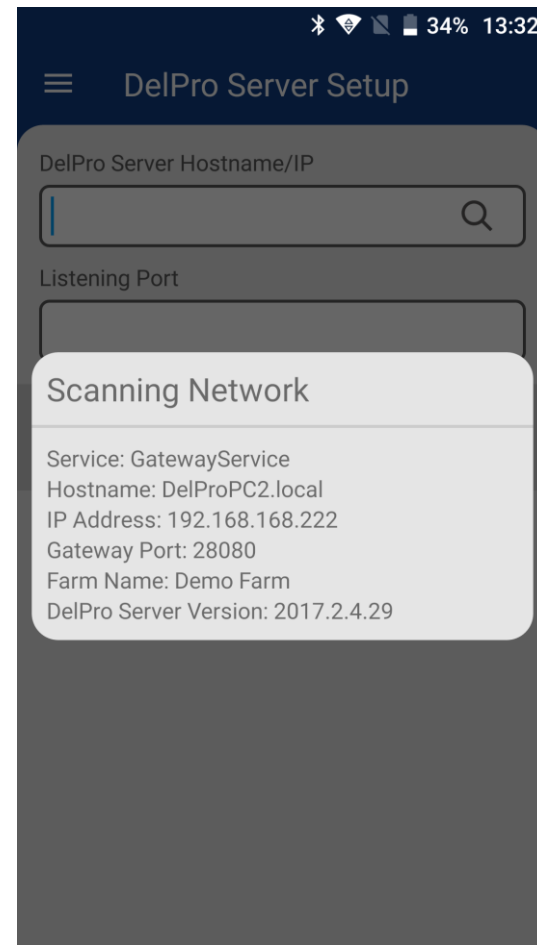 34% 13:32
DelPro Server Setup
DelPro Server Hostname/IP
Listening Port
Scanning Network
Service: GatewayService
Hostname: DelProPC2.local
IP Address: 192.168.168.222
Gateway Port: 28080
Farm Name: Demo Farm
DelPro Server Version: 2017.2.4.29